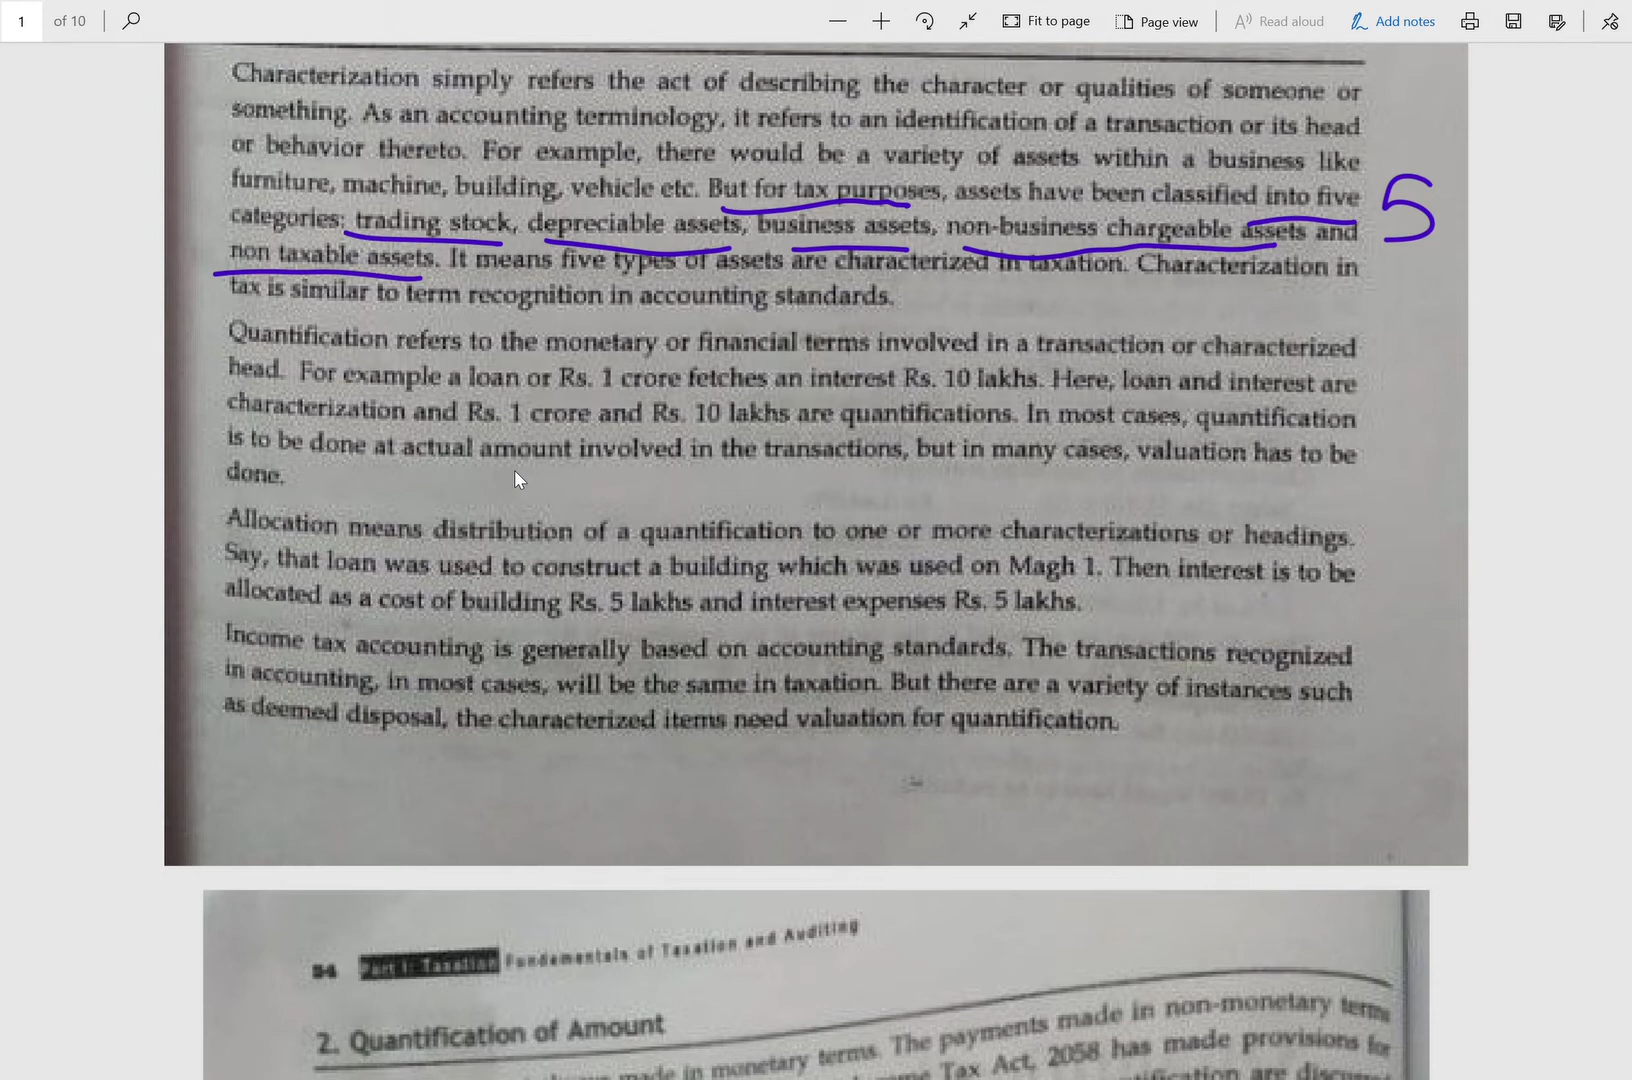 1 of 10 Fit to page Page view Read aloud Add notes
Characterization simply refers the act of describing the character or qualities of someone or
something. As an accounting terminology, it refers to an identification of a transaction or its head
or behavior thereto. For example, there would be a variety of assets within a business like
furniture, machine, building, vehicle etc. But for tax purposes, assets have been classified into five
5
categories: trading stock, depreciable assets, business assets, non-business chargeable assets and
non taxable assets. It means five types of assets are characterized in taxation. Characterization in
tax is similar to term recognition in accounting standards.
Quantification refers to the monetary or financial terms involved in a transaction or characterized
head. For example a loan or Rs. 1 crore fetches an interest Rs. 10 lakhs. Here, loan and interest are
characterization and Rs. 1 crore and Rs. 10 lakhs are quantifications. In most cases, quantification
is to be done at actual amount involved in the transactions, but in many cases, valuation has to be
done.
Allocation means distribution of a quantification to one or more characterizations or headings.
Say, that loan was used to construct a building which was used on Magh 1. Then interest is to be
allocated as a cost of building Rs. 5 lakhs and interest expenses Rs. 5 lakhs.
Income tax accounting is generally based on accounting standards. The transactions recognized
in accounting, in most cases, will be the same in taxation. But there are a variety of instances such
as deemed disposal, the characterized items need valuation for quantification.
94 Part I: Taxation Fundamentals of Taxation and Auditing
2. Quantification of Amount
made in monetary terms. The payments made in non-monetary terms
Tax Act, 2058 has made provisions for
are